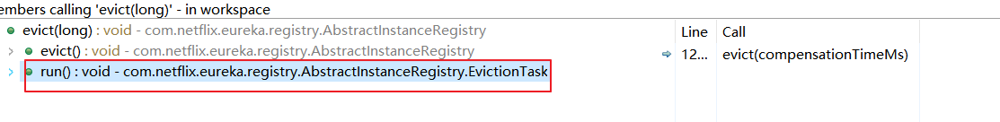 embers calling 'evict(long)' - in workspace
evict(long) : void - com.netflix.eureka.registry.AbstractInstanceRegistry
Line Call
evict() : void - com.netflix.eureka.registry.AbstractInstanceRegistry
12... evict(compensationTimeMs)
run() : void - com.netflix.eureka.registry.AbstractInstanceRegistry.EvictionTask